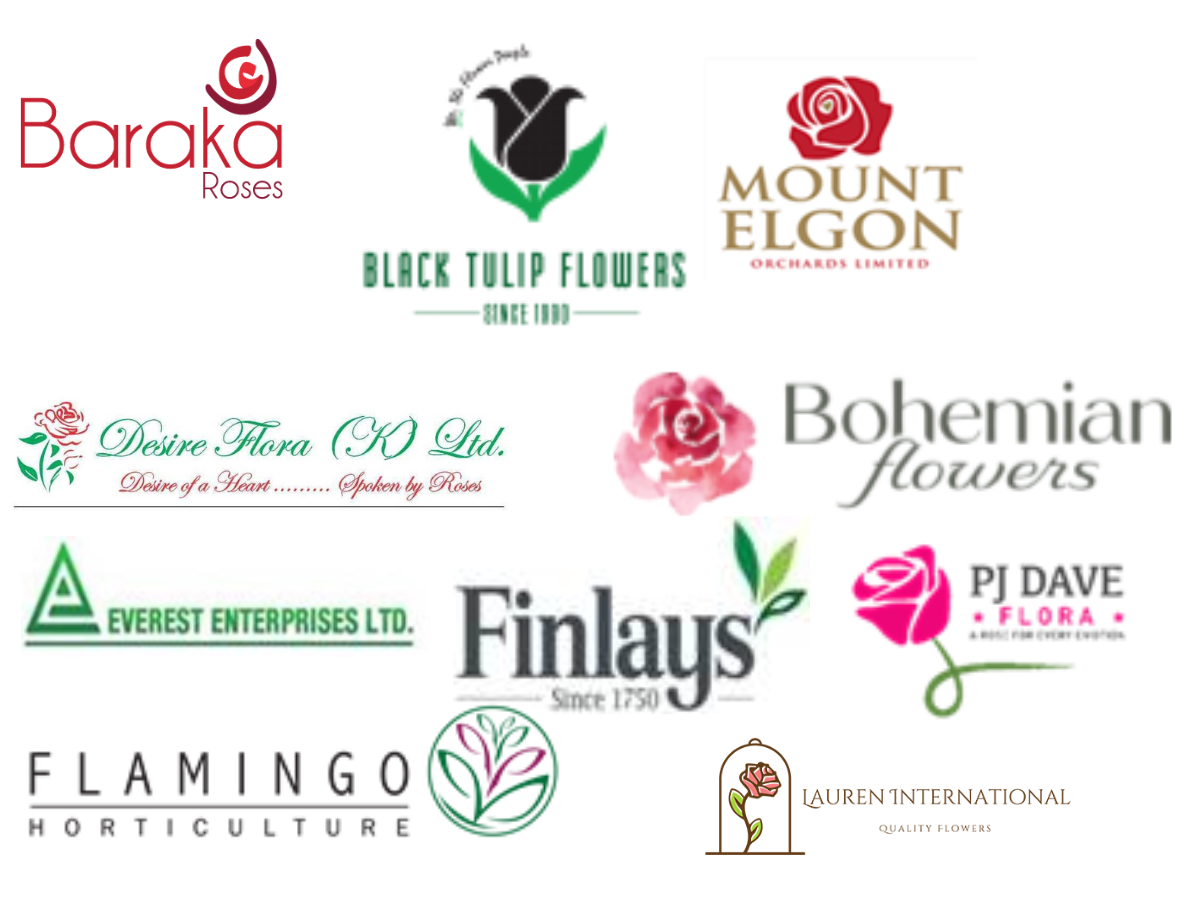 Baraka
Roses
BLACK TULIP FLOWERS
SINCE 1990
MOUNT
ELGON
ORCHARDS LIMITED
Desire Flora (K) Ltd.
Desire of a Heart ......... Spoken by Roses
Bohemian
flowers
EVEREST ENTERPRISES LTD.
Finlays
Since 1750
PJ DAVE
• FLORA •
A ROSE FOR EVERY EMOTION
FLAMINGO
HORTICULTURE
LAUREN INTERNATIONAL
QUALITY FLOWERS